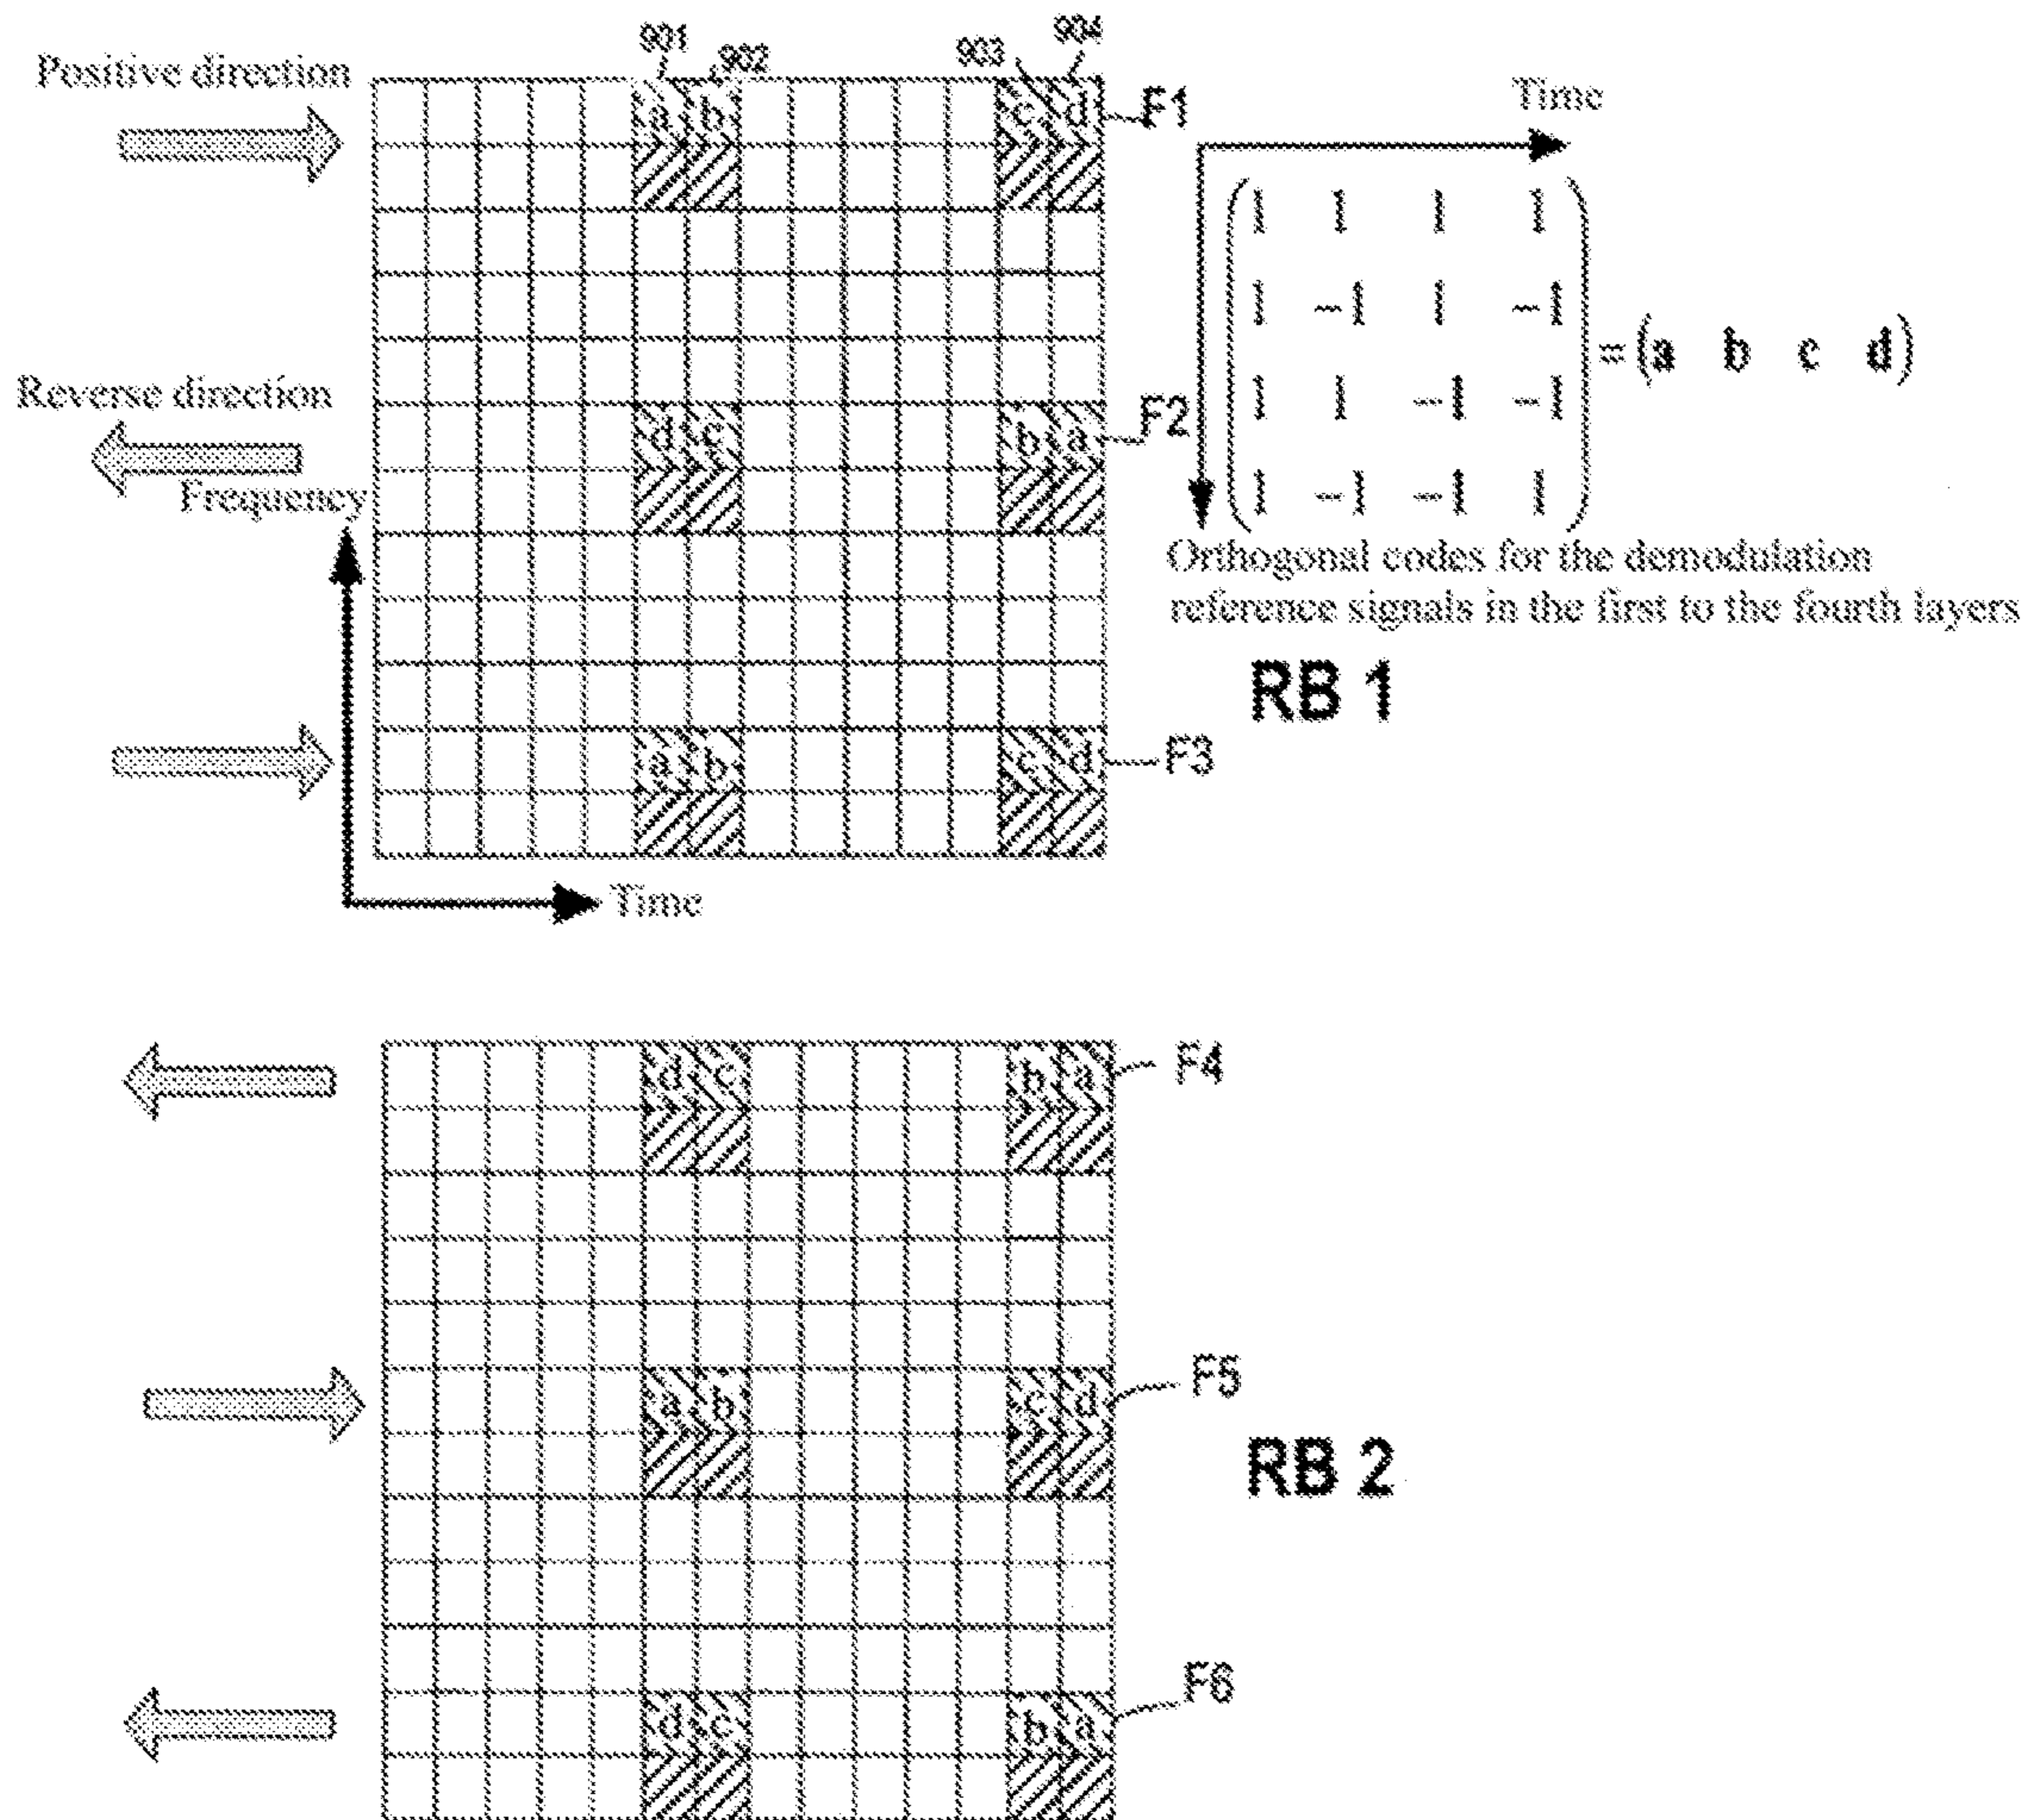 901 902 903 904
Positive direction
a b c d F1
Time
1 1 1 1
1 -1 1 -1
1 1 -1 -1
1 -1 -1 1
= (a b c d)
Reverse direction
d c b a F2
Frequency
Orthogonal codes for the demodulation
reference signals in the first to the fourth layers
RB 1
a b c d F3
Time
d c b a F4
a b c d F5
RB 2
d c b a F6